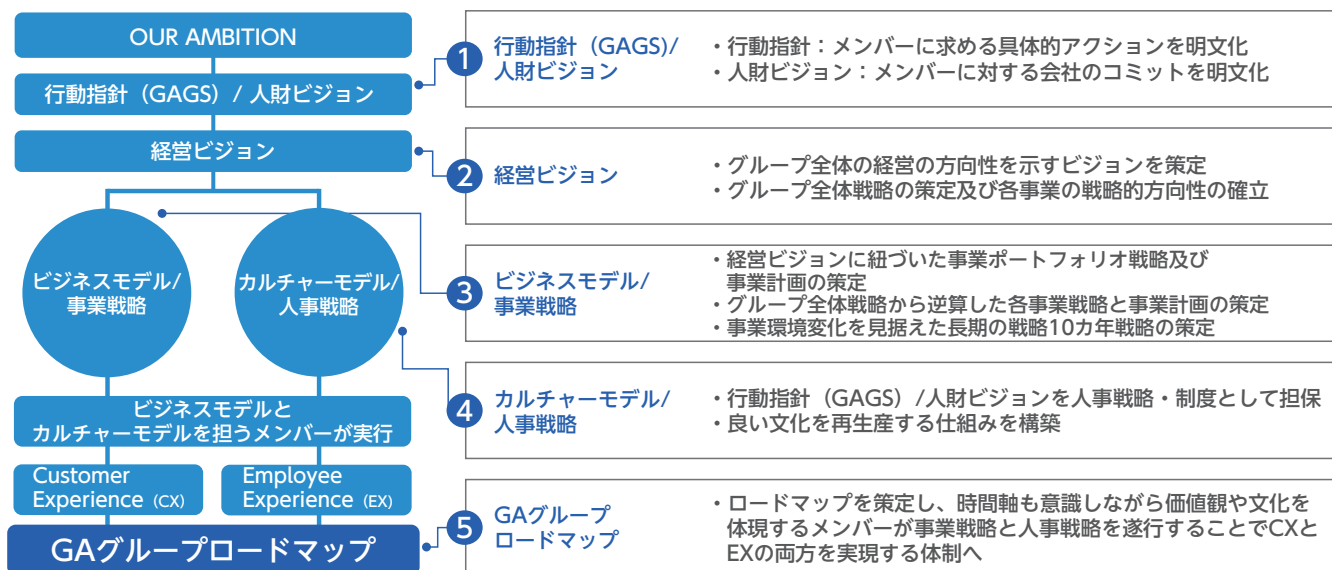 OUR AMBITION
行動指針（GAGS）/ 人財ビジョン
経営ビジョン
ビジネスモデル/
事業戦略
カルチャーモデル/
人事戦略
ビジネスモデルと
カルチャーモデルを担うメンバーが実行
Customer
Experience (CX)
Employee
Experience (EX)
GAグループロードマップ
1
行動指針（GAGS)/
人財ビジョン
・行動指針：メンバーに求める具体的アクションを明文化
・人財ビジョン：メンバーに対する会社のコミットを明文化
2
経営ビジョン
・グループ全体の経営の方向性を示すビジョンを策定
・グループ全体戦略の策定及び各事業の戦略的方向性の確立
3
ビジネスモデル/
事業戦略
・経営ビジョンに紐づいた事業ポートフォリオ戦略及び
事業計画の策定
・グループ全体戦略から逆算した各事業戦略と事業計画の策定
・事業環境変化を見据えた長期の戦略10カ年戦略の策定
4
カルチャーモデル/
人事戦略
・行動指針（GAGS）/人財ビジョンを人事戦略・制度として担保
・良い文化を再生産する仕組みを構築
5
GAグループ
ロードマップ
・ロードマップを策定し、時間軸も意識しながら価値観や文化を
体現するメンバーが事業戦略と人事戦略を遂行することでCXと
EXの両方を実現する体制へ